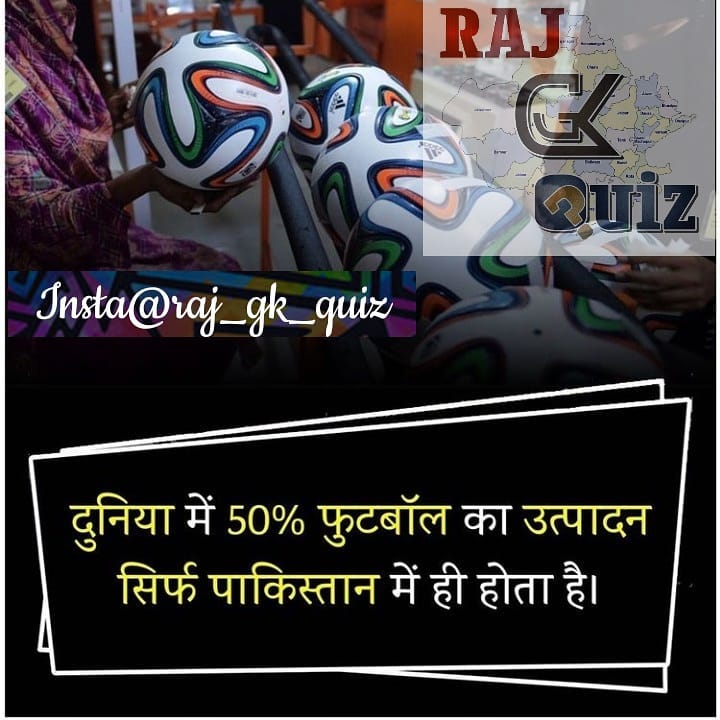 RAJ
GK
Quiz
Insta@raj_gk_quiz
दुनिया में 50% फुटबॉल का उत्पादन
सिर्फ पाकिस्तान में ही होता है।